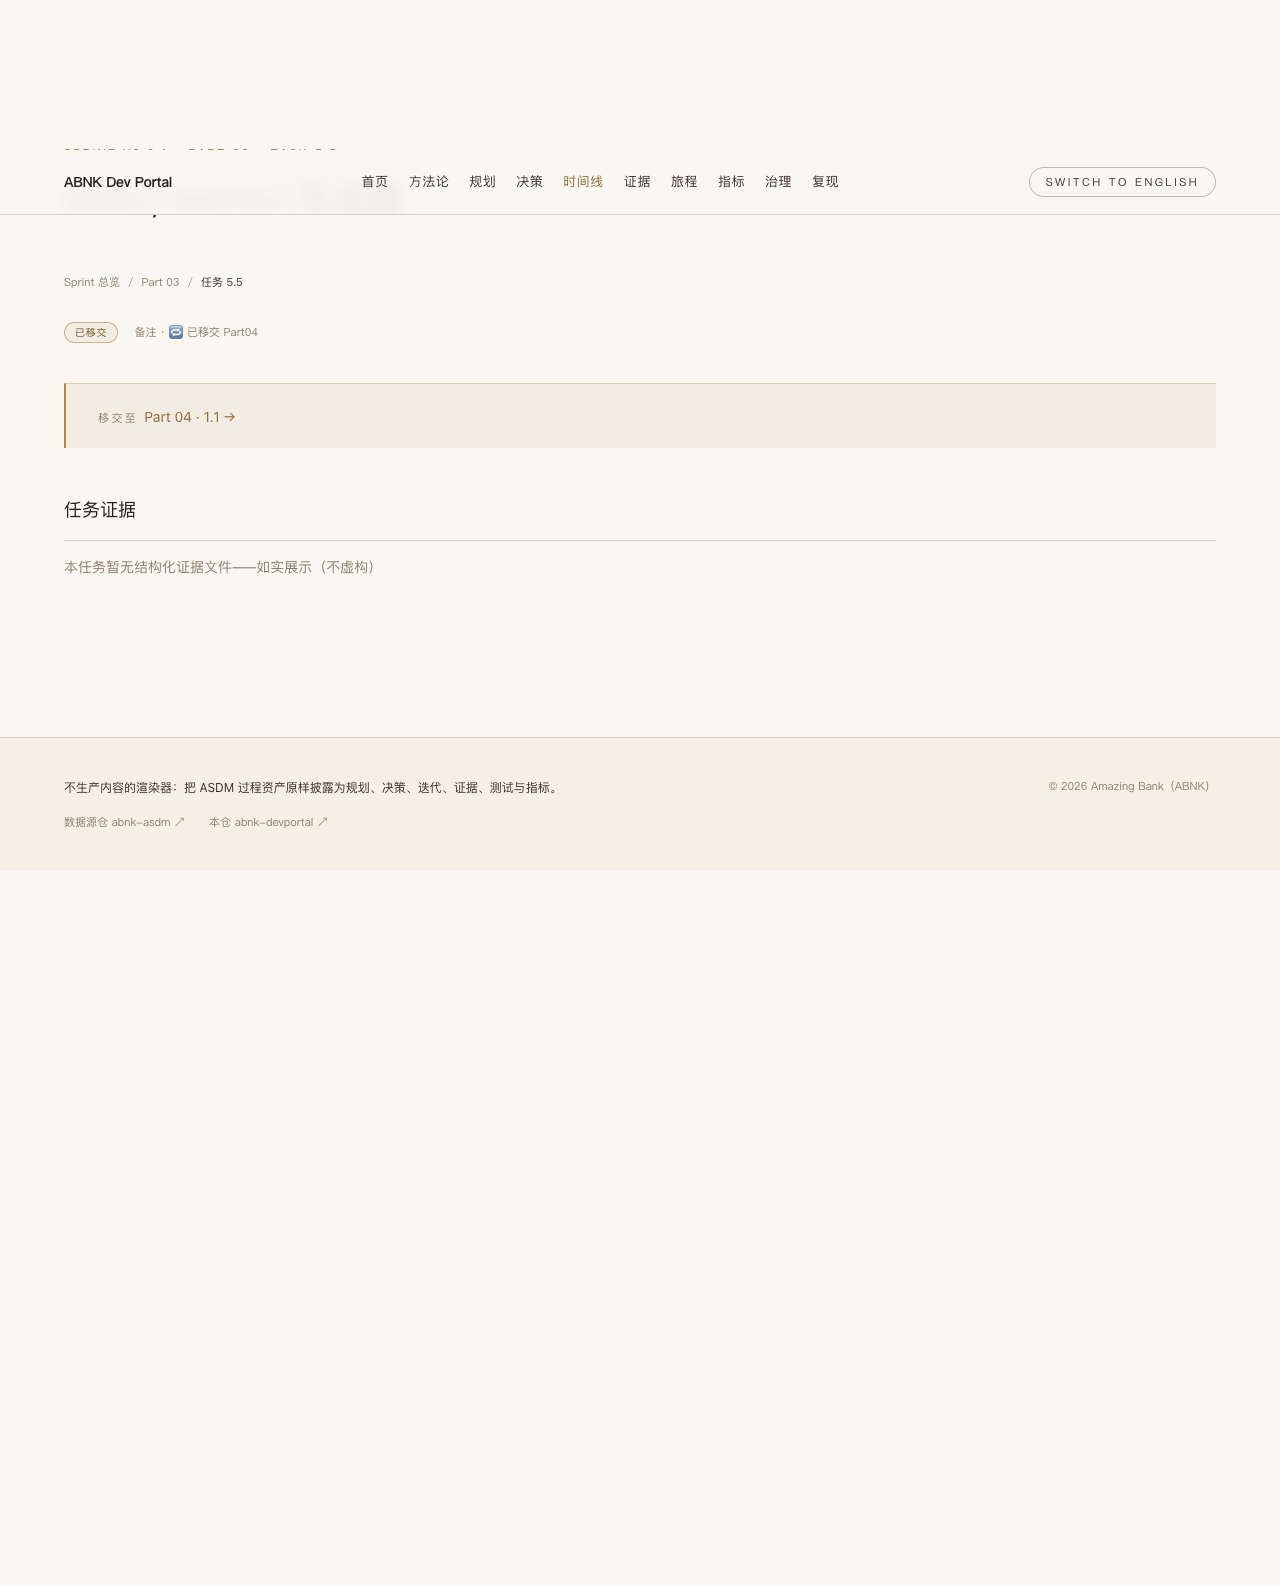 ABNK Dev Portal 首页 方法论 规划 决策 时间线 证据 旅程 指标 治理 复现 SWITCH TO ENGLISH
Sprint 总览 / Part 03 / 任务 5.5
已移交 备注 · 🔁 已移交 Part04
移交至 Part 04 · 1.1 →
任务证据
本任务暂无结构化证据文件——如实展示（不虚构）
不生产内容的渲染器：把 ASDM 过程资产原样披露为规划、决策、迭代、证据、测试与指标。
© 2026 Amazing Bank（ABNK）
数据源仓 abnk-asdm ↗ 本仓 abnk-devportal ↗